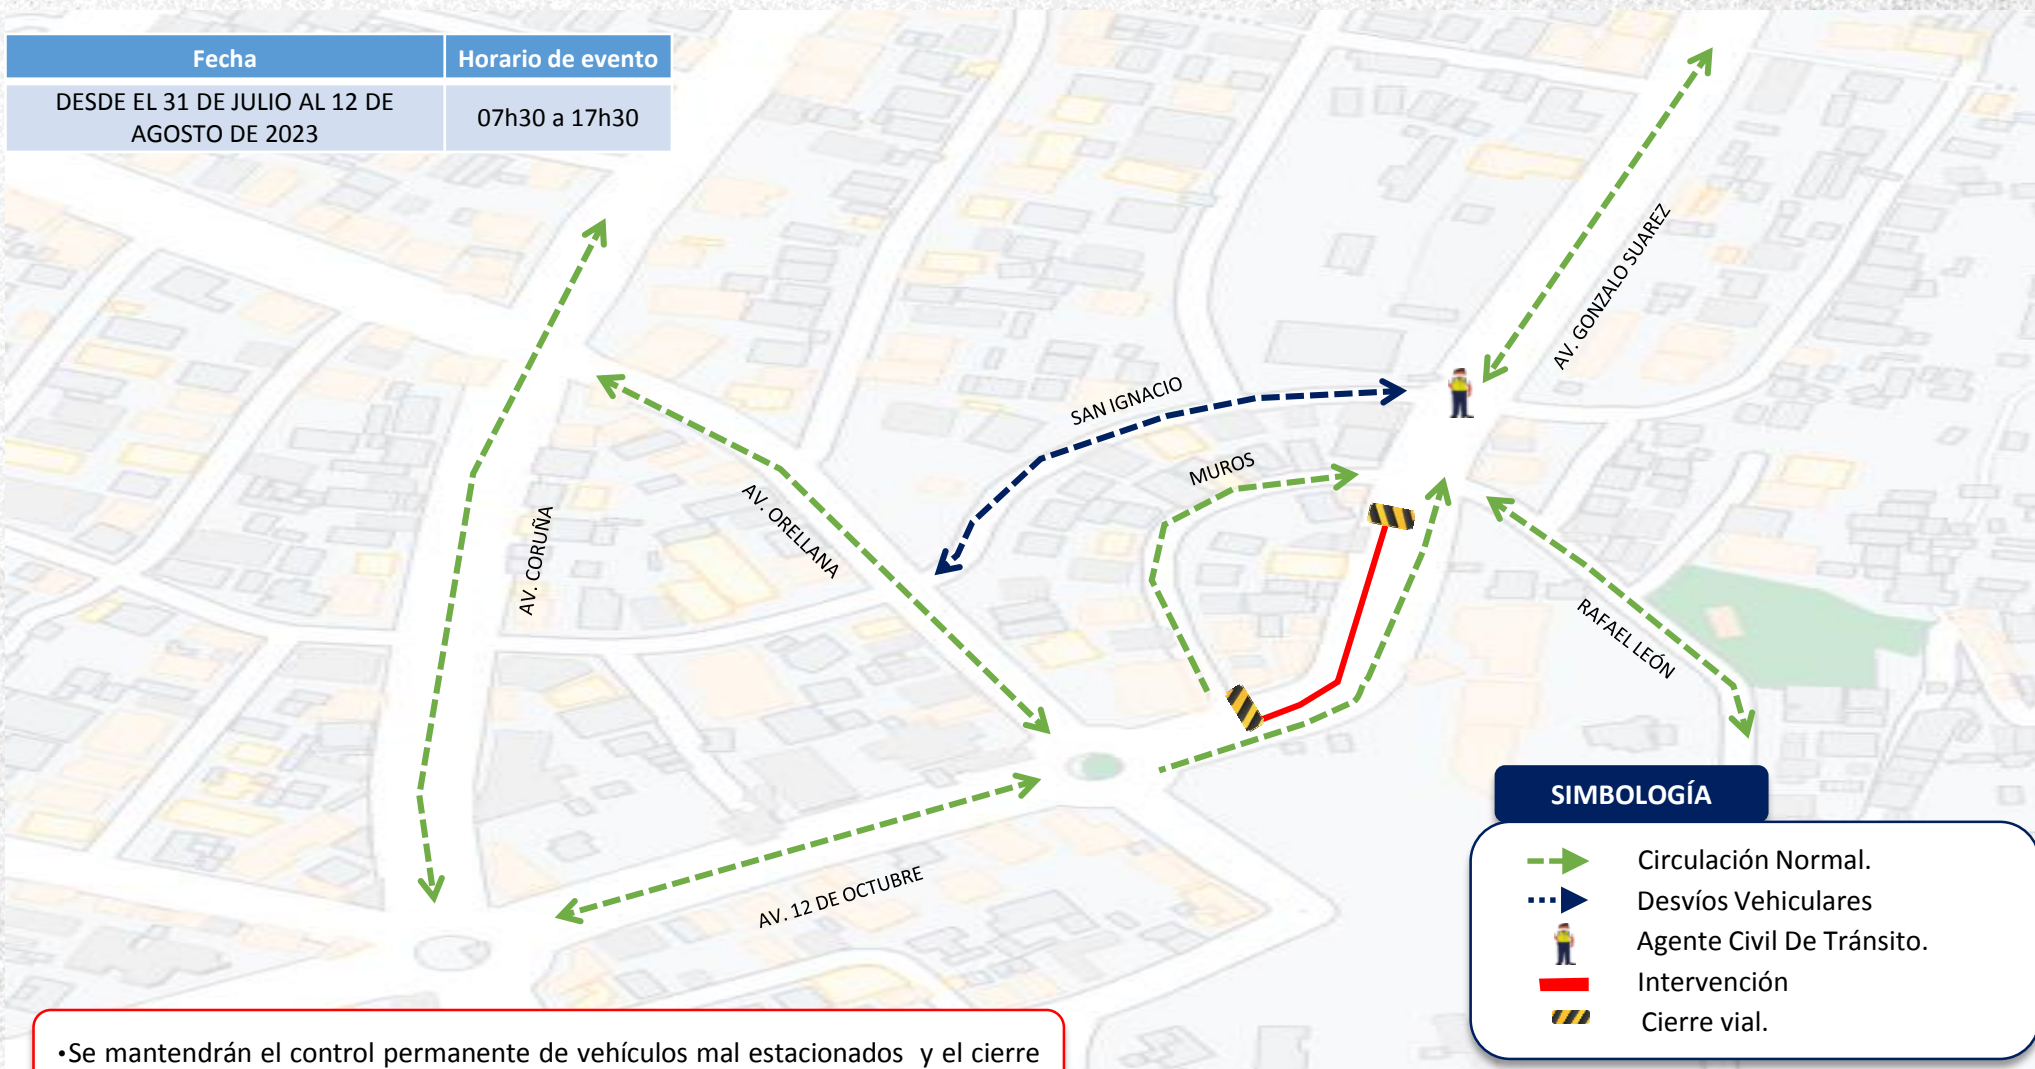 Fecha
Horario de evento
DESDE EL 31 DE JULIO AL 12 DE
AGOSTO DE 2023
07h30 a 17h30
AV. GONZALO SUAREZ
SAN IGNACIO
MUROS
AV. ORELLANA
AV. CORUÑA
RAFAEL LEÓN
AV. 12 DE OCTUBRE
SIMBOLOGÍA
Circulación Normal.
Desvíos Vehiculares
Agente Civil De Tránsito.
Intervención
Cierre vial.
•Se mantendrán el control permanente de vehículos mal estacionados y el cierre